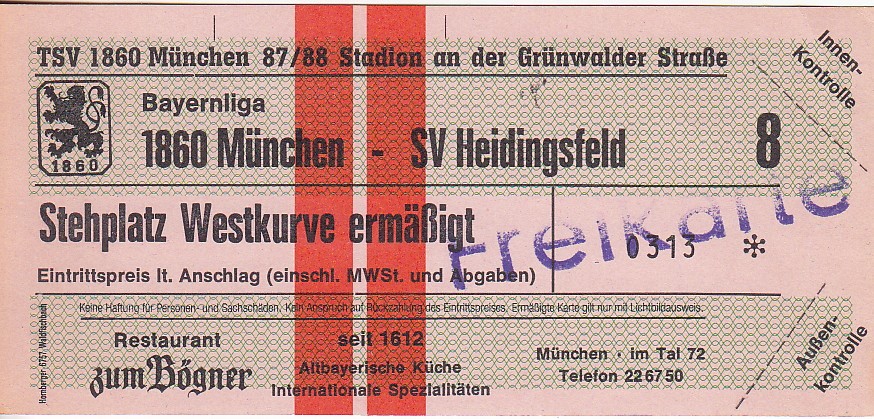 TSV 1860 München 87/88 Stadion an der Grünwalder Straße
Innen-
Kontrolle
1860
Bayernliga
1860 München - SV Heidingsfeld 8
Stehplatz Westkurve ermäßigt
Freikarte
0313 *
Eintrittspreis lt. Anschlag (einschl. MWSt. und Abgaben)
Keine Haftung für Personen- und Sachschäden. Kein Anspruch auf Rückzahlung des Eintrittspreises. Ermäßigte Karte gilt nur mit Lichtbildausweis.
Restaurant
zum Bögner
seit 1612
Altbayerische Küche
Internationale Spezialitäten
München · im Tal 72
Telefon 226750
Außen-
kontrolle